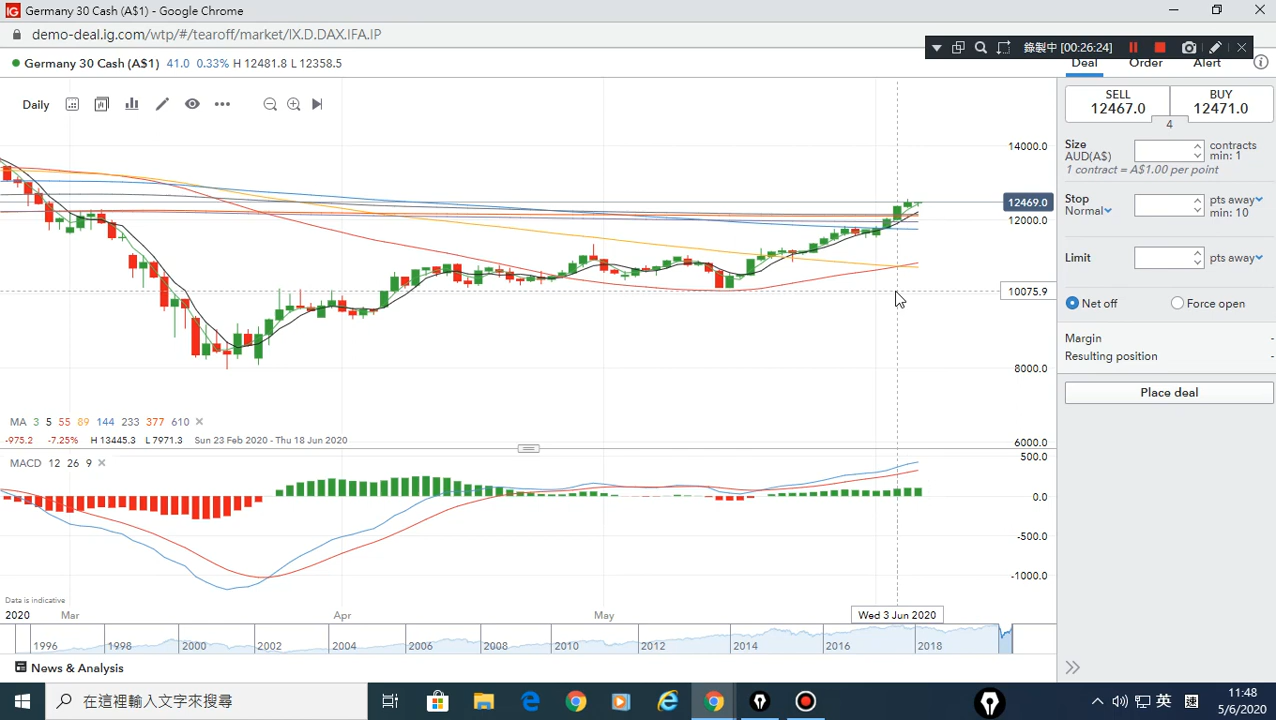 IG Germany 30 Cash (A$1) - Google Chrome
demo-deal.ig.com/wtp/#/tearoff/market/IX.D.DAX.IFA.IP
錄製中 [00:26:24]
Germany 30 Cash (A$1) 41.0 0.33% H 12481.8 L 12358.5
Deal Order Alert
Daily
SELL 12467.0
BUY 12471.0
4
Size
AUD(A$)
contracts
min: 1
1 contract = A$1.00 per point
Stop
Normal
pts away
min: 10
Limit
pts away
Net off
Force open
Margin -
Resulting position -
Place deal
14000.0
12469.0
12000.0
10075.9
8000.0
6000.0
MA 3 5 55 89 144 233 377 610
-975.2 -7.25% H 13445.3 L 7971.3 Sun 23 Feb 2020 - Thu 18 Jun 2020
MACD 12 26 9
500.0
0.0
-500.0
-1000.0
Data is indicative
2020 Mar Apr May Wed 3 Jun 2020
1996 1998 2000 2002 2004 2006 2008 2010 2012 2014 2016 2018
News & Analysis
在這裡輸入文字來搜尋
英
11:48
5/6/2020